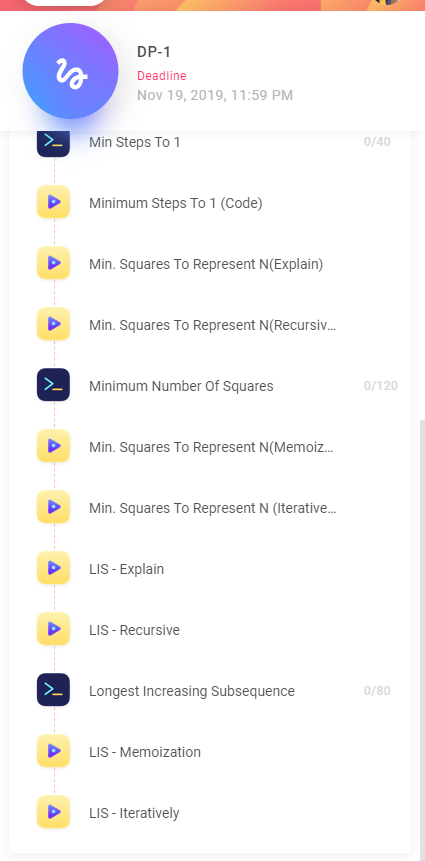 DP-1
Deadline
Nov 19, 2019, 11:59 PM
Min Steps To 1 0/40
Minimum Steps To 1 (Code)
Min. Squares To Represent N(Explain)
Min. Squares To Represent N(Recursiv...
Minimum Number Of Squares 0/120
Min. Squares To Represent N(Memoiz...
Min. Squares To Represent N (Iterative...
LIS - Explain
LIS - Recursive
Longest Increasing Subsequence 0/80
LIS - Memoization
LIS - Iteratively